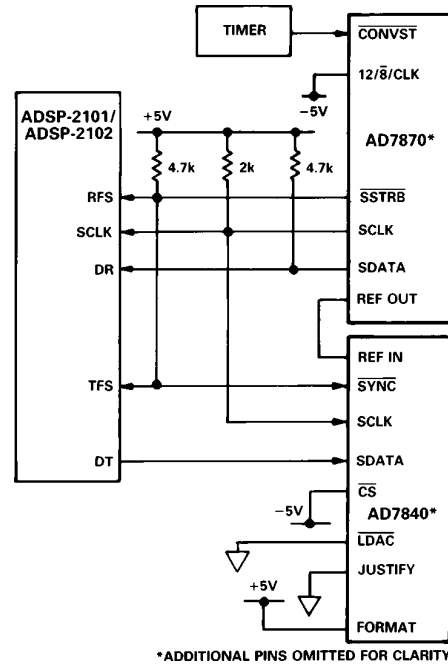 TIMER
CONVST
12/8/CLK
-5V
+5V
ADSP-2101/
ADSP-2102
AD7870*
4.7k
2k
4.7k
RFS
SSTRB
SCLK
SCLK
DR
SDATA
REF OUT
REF IN
TFS
SYNC
SCLK
DT
SDATA
CS
-5V
AD7840*
LDAC
JUSTIFY
+5V
FORMAT
*ADDITIONAL PINS OMITTED FOR CLARITY